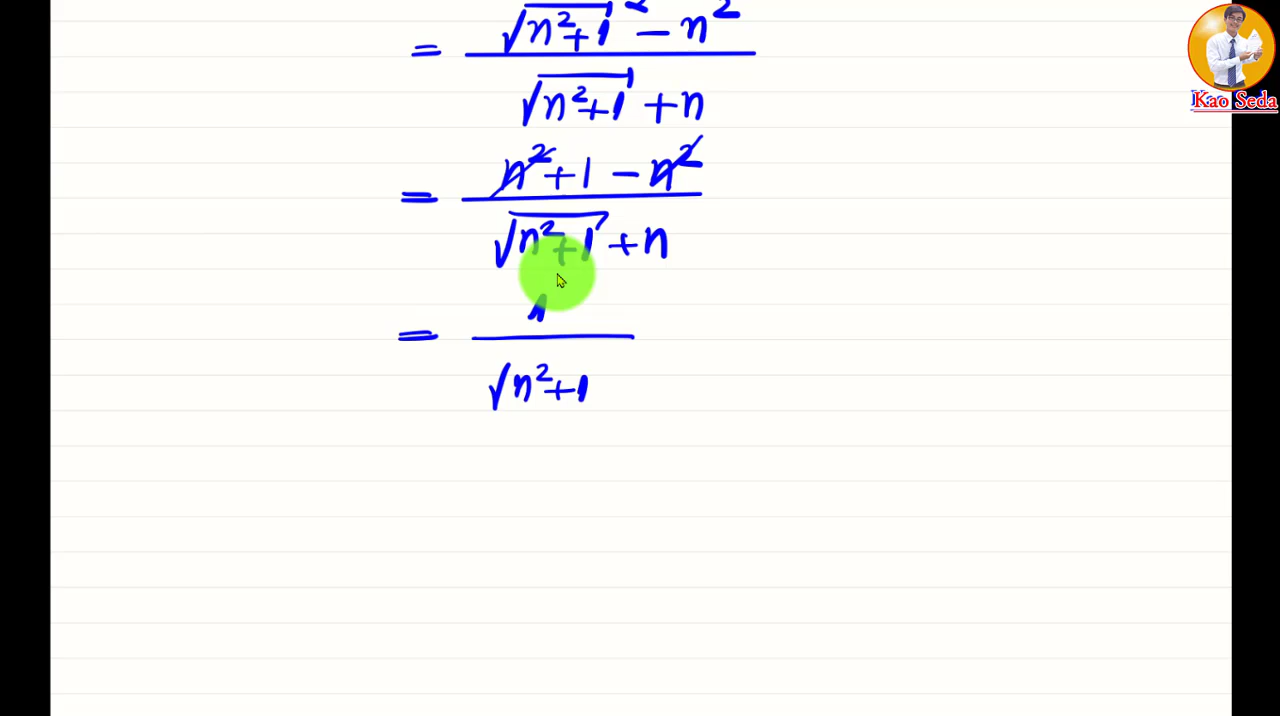 = (√(n²+1)² − n²) / (√(n²+1) + n)
Kao Seda
= (n² + 1 − n²) / (√(n²+1) + n)
= 1 / √n²+1